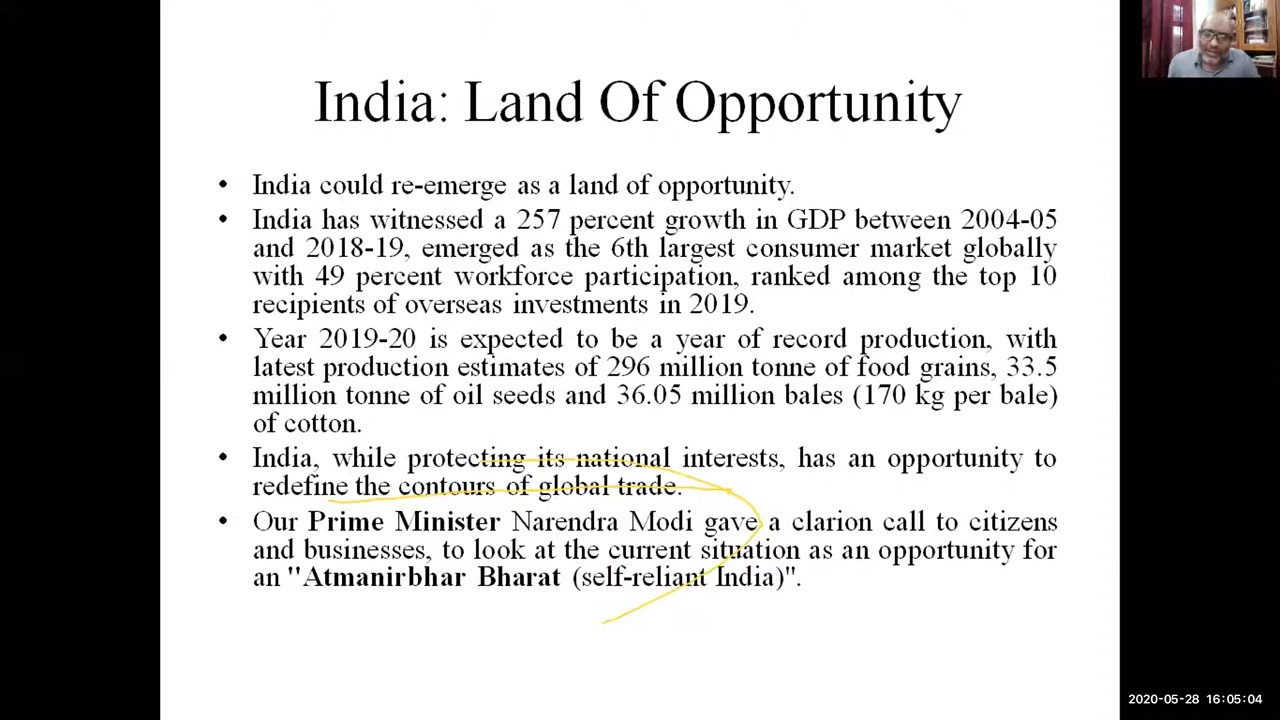 India: Land Of Opportunity
• India could re-emerge as a land of opportunity.
• India has witnessed a 257 percent growth in GDP between 2004-05
and 2018-19, emerged as the 6th largest consumer market globally
with 49 percent workforce participation, ranked among the top 10
recipients of overseas investments in 2019.
• Year 2019-20 is expected to be a year of record production, with
latest production estimates of 296 million tonne of food grains, 33.5
million tonne of oil seeds and 36.05 million bales (170 kg per bale)
of cotton.
• India, while protecting its national interests, has an opportunity to
redefine the contours of global trade.
• Our Prime Minister Narendra Modi gave a clarion call to citizens
and businesses, to look at the current situation as an opportunity for
an "Atmanirbhar Bharat (self-reliant India)".
2020-05-28 16:05:04